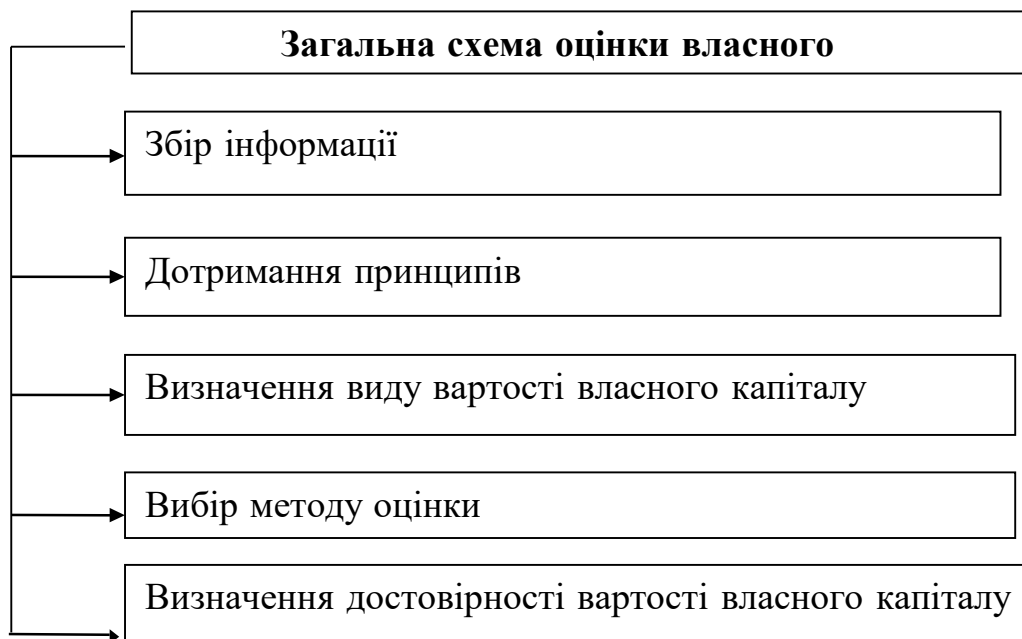 Загальна схема оцінки власного
Збір інформації
Дотримання принципів
Визначення виду вартості власного капіталу
Вибір методу оцінки
Визначення достовірності вартості власного капіталу